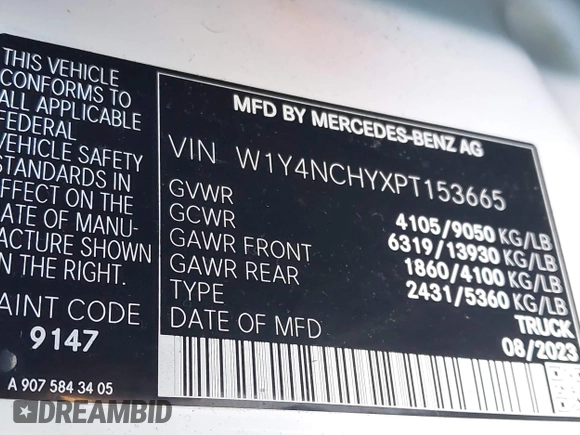 THIS VEHICLE
CONFORMS TO
ALL APPLICABLE
FEDERAL
VEHICLE SAFETY
STANDARDS IN
EFFECT ON THE
DATE OF MANU-
FACTURE SHOWN
IN THE RIGHT.
PAINT CODE
9147
A 907 584 34 05
MFD BY MERCEDES-BENZ AG
VIN W1Y4NCHYXPT153665
GVWR 4105/9050 KG/LB
GCWR 6319/13930 KG/LB
GAWR FRONT 1860/4100 KG/LB
GAWR REAR 2431/5360 KG/LB
TYPE TRUCK
DATE OF MFD 08/2023
DREAMBID